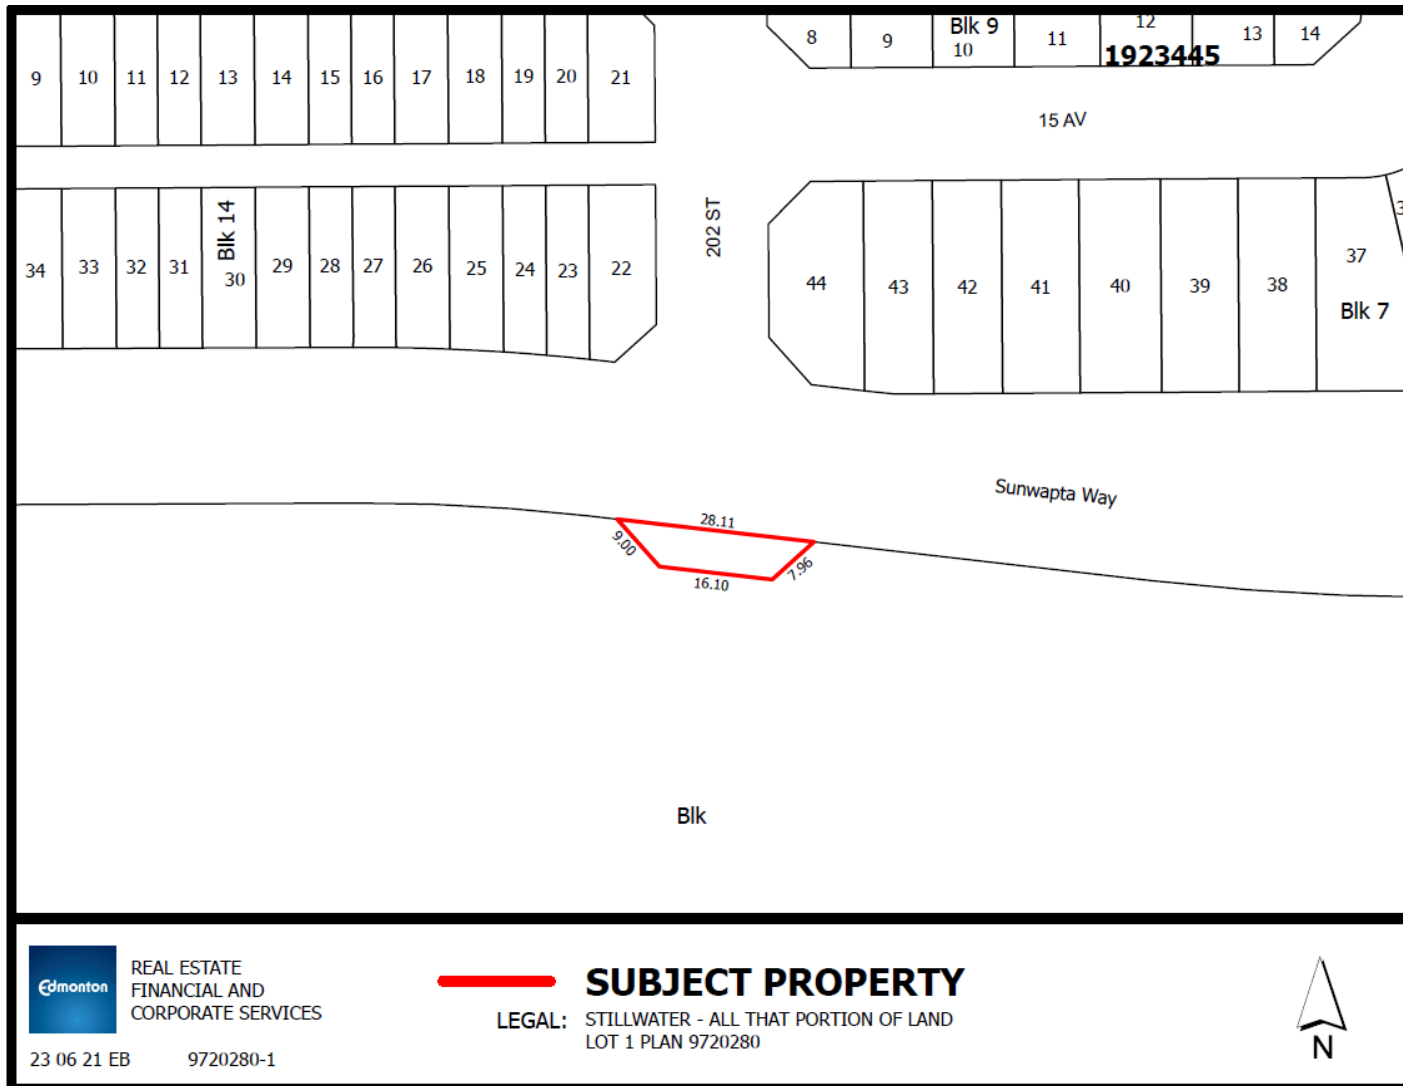 Blk 9
8
9
10
11
12
13
14
1923445
9
10
11
12
13
14
15
16
17
18
19
20
21
15 AV
202 ST
Blk 14
34
33
32
31
30
29
28
27
26
25
24
23
22
44
43
42
41
40
39
38
37
Blk 7
Sunwapta Way
28.11
9.00
7.96
16.10
Blk
Edmonton
REAL ESTATE
FINANCIAL AND
CORPORATE SERVICES
23 06 21 EB 9720280-1
SUBJECT PROPERTY
LEGAL: STILLWATER - ALL THAT PORTION OF LAND
LOT 1 PLAN 9720280
N